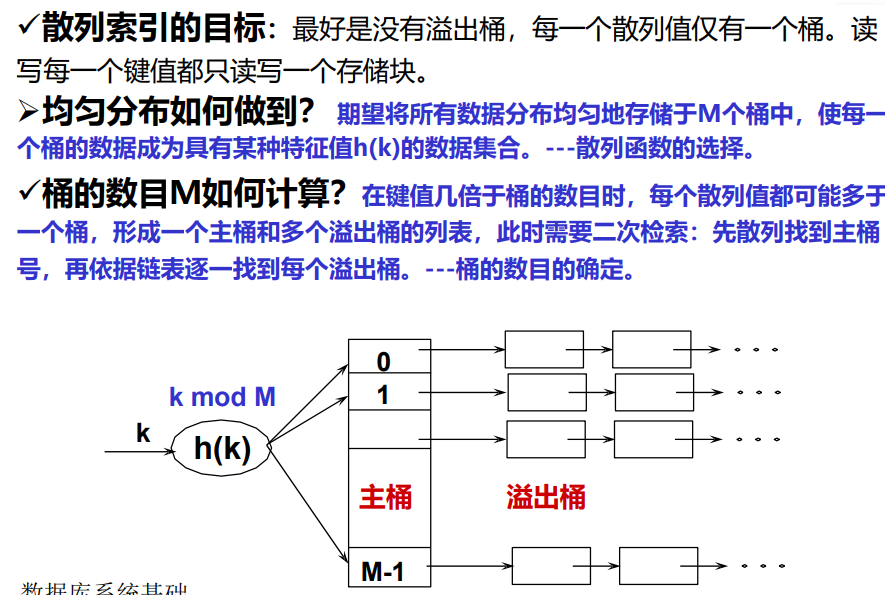 ✓散列索引的目标：最好是没有溢出桶，每一个散列值仅有一个桶。读
写每一个键值都只读写一个存储块。
➢均匀分布如何做到？ 期望将所有数据分布均匀地存储于M个桶中，使每一
个桶的数据成为具有某种特征值h(k)的数据集合。---散列函数的选择。
✓桶的数目M如何计算？在键值几倍于桶的数目时，每个散列值都可能多于
一个桶，形成一个主桶和多个溢出桶的列表，此时需要二次检索：先散列找到主桶
号，再依据链表逐一找到每个溢出桶。---桶的数目的确定。
0
k mod M
1
k
h(k)
主桶
溢出桶
M-1
数据库系统基础